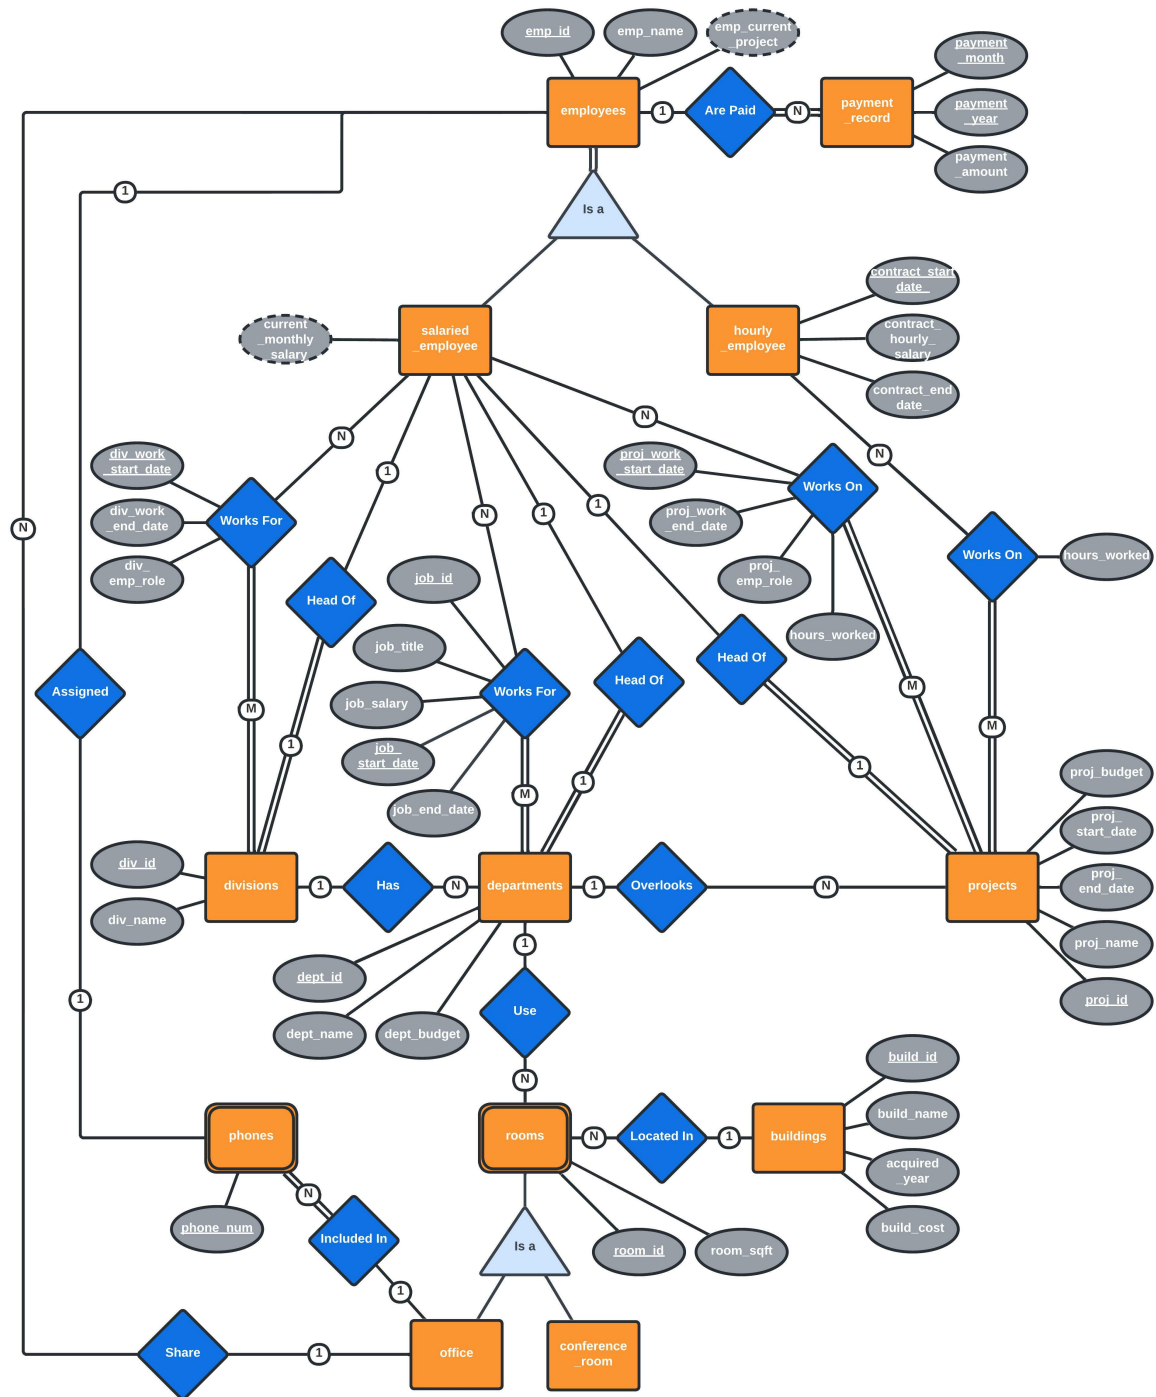 emp_id
emp_name
emp_current
_project
employees
1
Are Paid
N
payment
_record
payment
_month
payment
_year
payment
_amount
1
Is a
current
_monthly
_salary
salaried
_employee
hourly
_employee
contract_start
date_
contract_
hourly_
salary
contract_end
date_
N
1
N
1
1
N
N
div_work
_start_date
div_work
_end_date
div_
emp_role
Works For
proj_work
_start_date
proj_work
_end_date
proj_
emp_role
hours_worked
Works On
Works On
hours_worked
N
Head Of
job_id
job_title
job_salary
job_
start_date
job_end_date
Works For
Head Of
Head Of
Assigned
M
1
M
1
1
M
M
proj_budget
proj_
start_date
proj_
end_date
proj_name
proj_id
div_id
div_name
divisions
1
Has
N
departments
1
Overlooks
N
projects
dept_id
dept_name
dept_budget
1
Use
N
1
phones
phone_num
N
Included In
1
rooms
N
Located In
1
buildings
build_id
build_name
acquired
_year
build_cost
Is a
room_id
room_sqft
Share
1
office
conference
_room